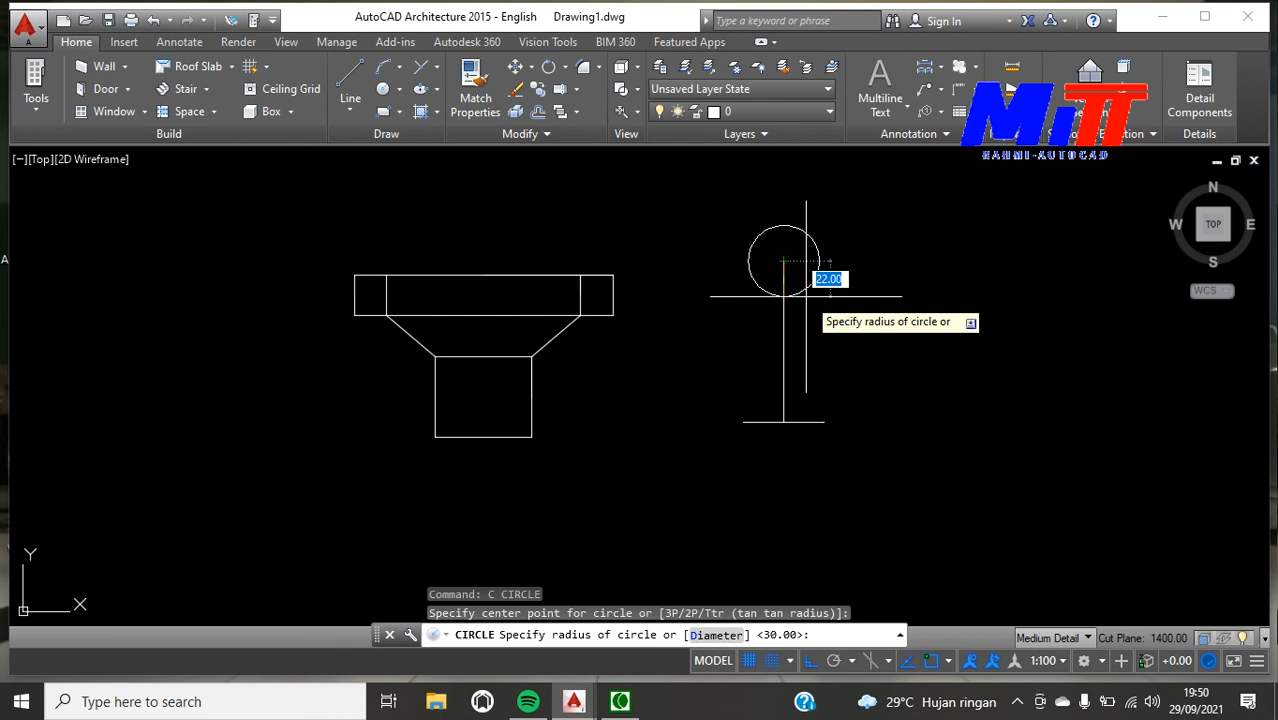 AutoCAD Architecture 2015 - English Drawing1.dwg
Type a keyword or phrase
Sign In
Home Insert Annotate Render View Manage Add-ins Autodesk 360 Vision Tools BIM 360 Featured Apps
Tools
Wall
Door
Window
Roof Slab
Stair
Space
Ceiling Grid
Box
Build
Line
Draw
Match
Properties
Modify
View
Unsaved Layer State
0
Layers
Multiline
Text
Annotation
Detail
Components
Details
MiTT
HAHMI-AUTOCAD
[−][Top][2D Wireframe]
N
W TOP E
S
WCS
22.00
Specify radius of circle or
Y
X
Command: C CIRCLE
Specify center point for circle or [3P/2P/Ttr (tan tan radius)]:
CIRCLE Specify radius of circle or [Diameter] <30.00>:
Medium Detail Cut Plane: 1400.00
MODEL 1:100 +0.00
Type here to search
29°C Hujan ringan
19:50
29/09/2021